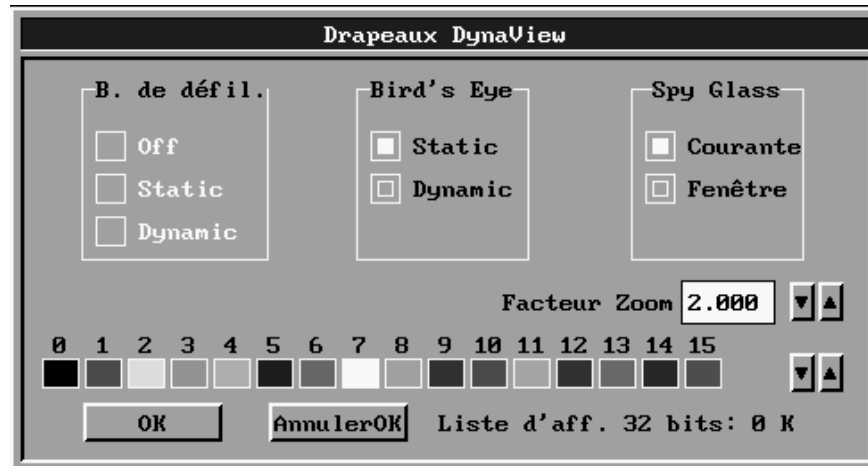 Drapeaux DynaView
B. de défil. Bird's Eye Spy Glass
Off Static Courante
Static Dynamic Fenêtre
Dynamic
Facteur Zoom 2.000
0 1 2 3 4 5 6 7 8 9 10 11 12 13 14 15
OK AnnulerOK Liste d'aff. 32 bits: 0 K